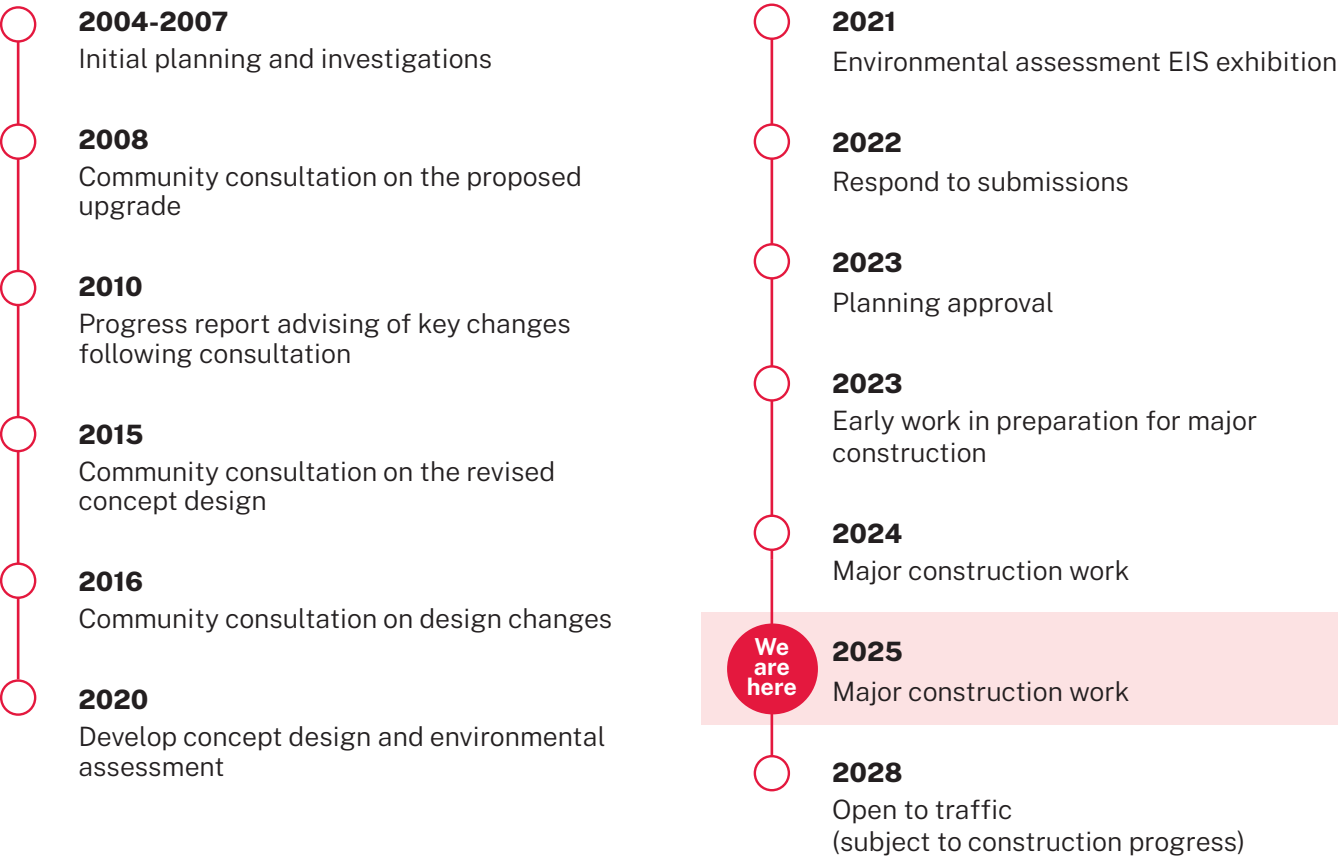 2004-2007
Initial planning and investigations
2008
Community consultation on the proposed
upgrade
2010
Progress report advising of key changes
following consultation
2015
Community consultation on the revised
concept design
2016
Community consultation on design changes
2020
Develop concept design and environmental
assessment
2021
Environmental assessment EIS exhibition
2022
Respond to submissions
2023
Planning approval
2023
Early work in preparation for major
construction
2024
Major construction work
We
are
here
2025
Major construction work
2028
Open to traffic
(subject to construction progress)